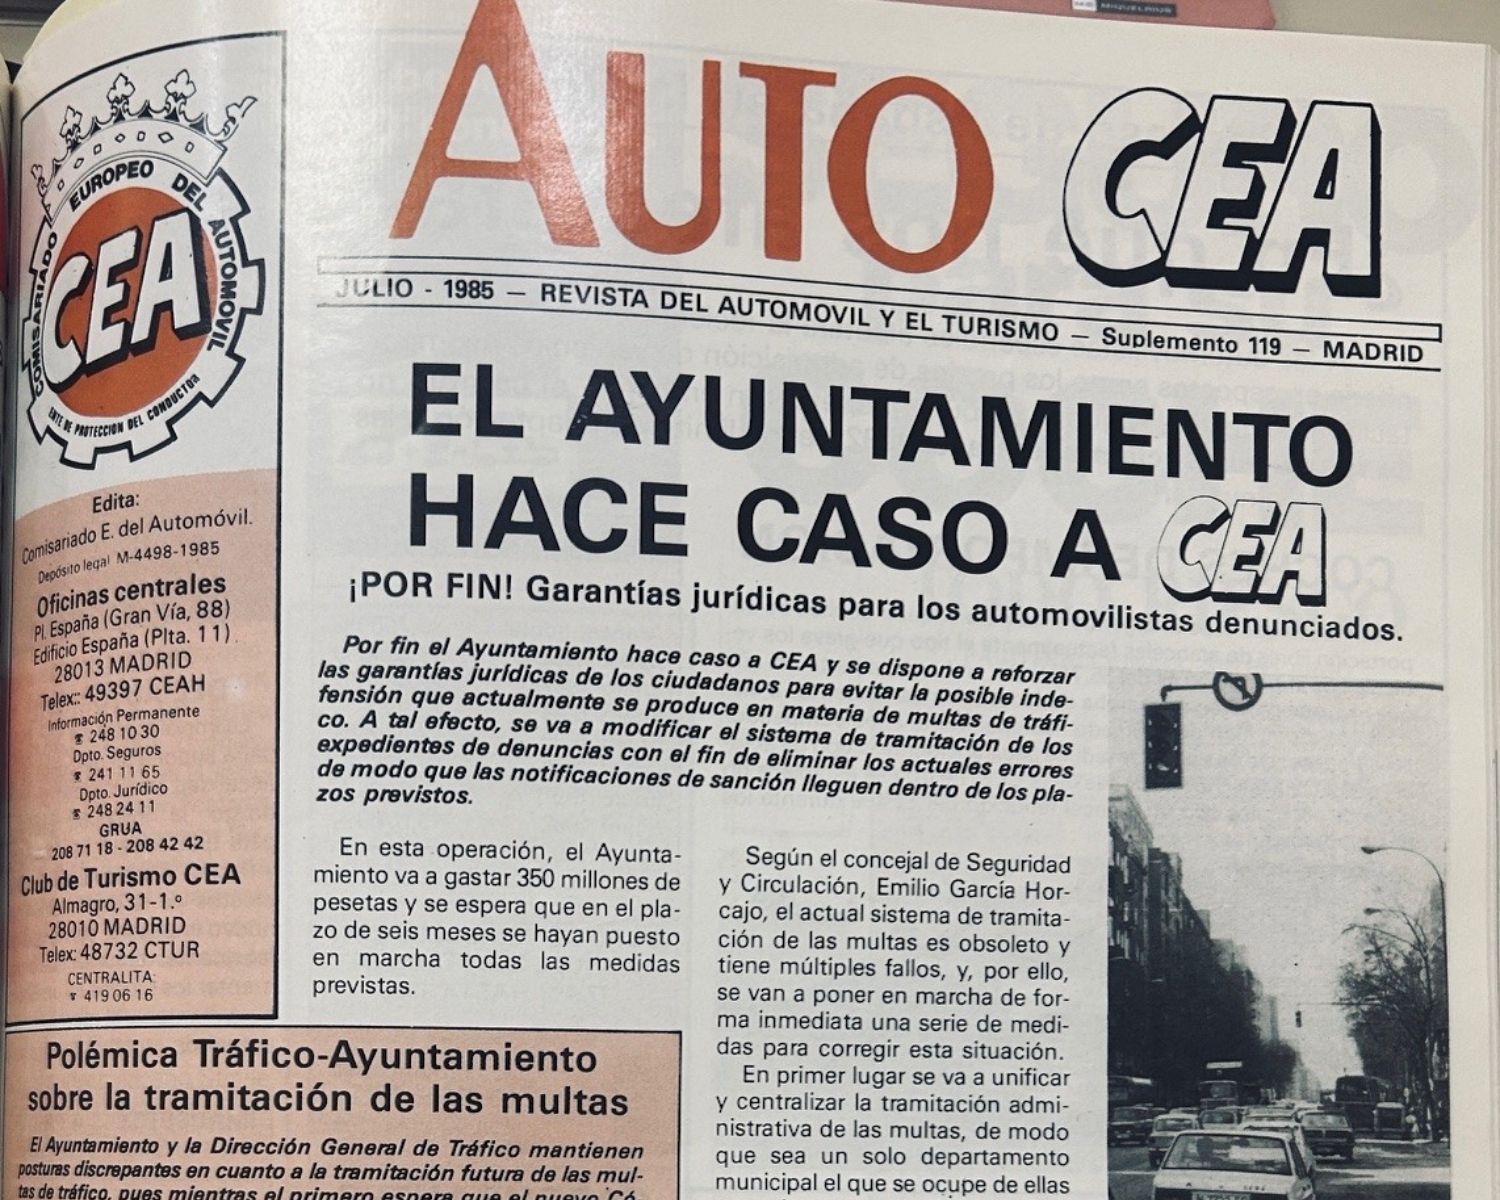 AUTO CEA
JULIO - 1985 — REVISTA DEL AUTOMOVIL Y EL TURISMO — Suplemento 119 — MADRID
COMISARIADO EUROPEO DEL AUTOMOVIL
CEA
ENTE DE PROTECCION DEL CONDUCTOR
Edita:
Comisariado E. del Automóvil.
Depósito legal M-4498-1985
Oficinas centrales
Pl. España (Gran Vía, 88)
Edificio España (Plta. 11).
28013 MADRID
Telex:: 49397 CEAH
Información Permanente
☎ 248 10 30
Dpto. Seguros
☎ 241 11 65
Dpto. Jurídico
☎ 248 24 11
GRUA
208 71 18 - 208 42 42
Club de Turismo CEA
Almagro, 31-1.º
28010 MADRID
Telex: 48732 CTUR
CENTRALITA:
☎ 419 06 16
EL AYUNTAMIENTO
HACE CASO A CEA
¡POR FIN! Garantías jurídicas para los automovilistas denunciados.
Por fin el Ayuntamiento hace caso a CEA y se dispone a reforzar
las garantías jurídicas de los ciudadanos para evitar la posible inde-
fensión que actualmente se produce en materia de multas de tráfi-
co. A tal efecto, se va a modificar el sistema de tramitación de los
expedientes de denuncias con el fin de eliminar los actuales errores
de modo que las notificaciones de sanción lleguen dentro de los pla-
zos previstos.
En esta operación, el Ayunta-
miento va a gastar 350 millones de
pesetas y se espera que en el pla-
zo de seis meses se hayan puesto
en marcha todas las medidas
previstas.
Según el concejal de Seguridad
y Circulación, Emilio García Hor-
cajo, el actual sistema de tramita-
ción de las multas es obsoleto y
tiene múltiples fallos, y, por ello,
se van a poner en marcha de for-
ma inmediata una serie de medi-
das para corregir esta situación.
En primer lugar se va a unificar
y centralizar la tramitación admi-
nistrativa de las multas, de modo
que sea un solo departamento
municipal el que se ocupe de ellas
Polémica Tráfico-Ayuntamiento
sobre la tramitación de las multas
El Ayuntamiento y la Dirección General de Tráfico mantienen
posturas discrepantes en cuanto a la tramitación futura de las mul-
tas de tráfico, pues mientras el primero espera que el nuevo Có-